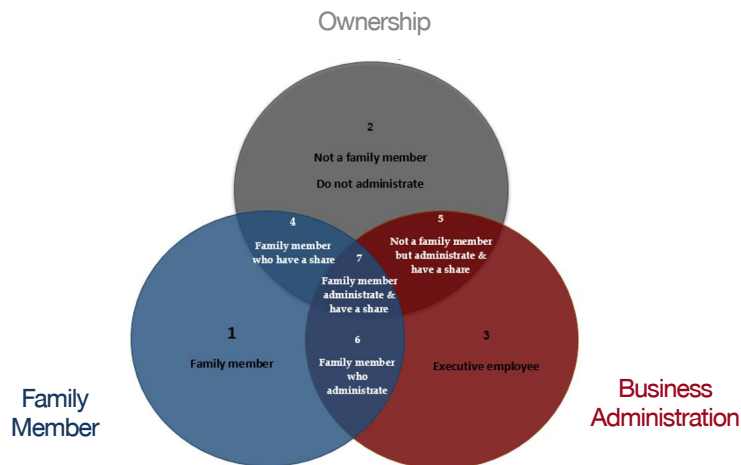 Ownership
2
Not a family member
Do not administrate
4
Family member
who have a share
5
Not a family member
but administrate &
have a share
7
Family member
administrate &
have a share
1
Family member
6
Family member
who
administrate
3
Executive employee
Family
Member
Business
Administration